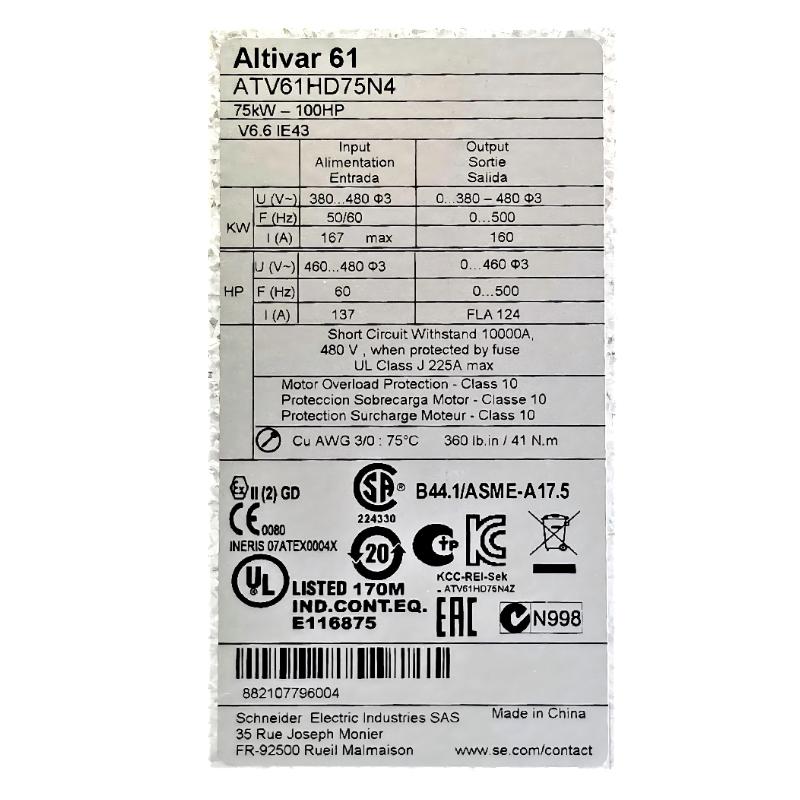 Altivar 61
ATV61HD75N4
75kW – 100HP
V6.6 IE43
Input Output
Alimentation Sortie
Entrada Salida
U (V~) 380...480 Φ3 0...380 – 480 Φ3
F (Hz) 50/60 0...500
KW
I (A) 167 max 160
U (V~) 460...480 Φ3 0...460 Φ3
HP F (Hz) 60 0...500
I (A) 137 FLA 124
Short Circuit Withstand 10000A,
480 V , when protected by fuse
UL Class J 225A max
Motor Overload Protection - Class 10
Proteccion Sobrecarga Motor - Classe 10
Protection Surcharge Moteur - Class 10
Cu AWG 3/0 : 75°C 360 lb.in / 41 N.m
Ex II (2) GD SA ® B44.1/ASME-A17.5
224330
CE 0080
INERIS 07ATEX0004X
20 C TP KC
KCC-REI-Sek
- ATV61HD75N4Z
UL LISTED 170M
IND.CONT.EQ.
E116875
EAC N998
882107796004
Schneider Electric Industries SAS Made in China
35 Rue Joseph Monier
FR-92500 Rueil Malmaison www.se.com/contact